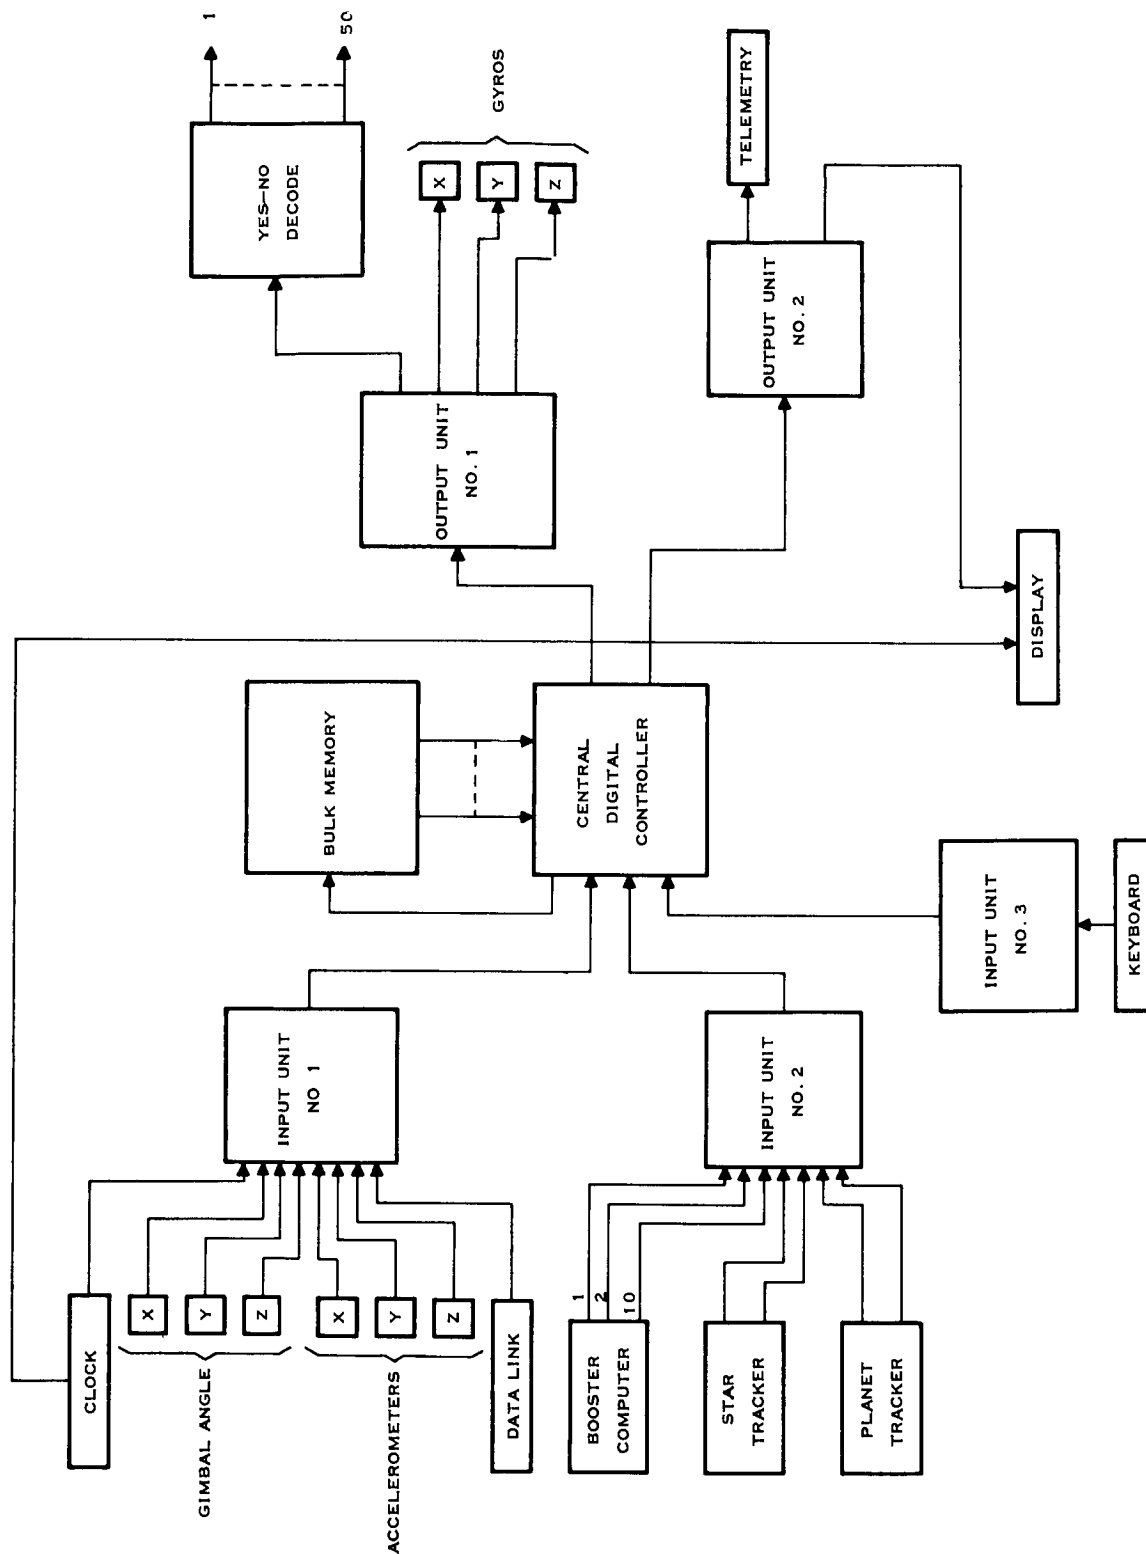 CLOCK
GIMBAL ANGLE
X
Y
Z
ACCELEROMETERS
X
Y
Z
DATA LINK
BOOSTER
COMPUTER
1
2
10
STAR
TRACKER
PLANET
TRACKER
INPUT UNIT
NO 1
INPUT UNIT
NO. 2
INPUT UNIT
NO. 3
KEYBOARD
BULK MEMORY
CENTRAL
DIGITAL
CONTROLLER
DISPLAY
OUTPUT UNIT
NO. 1
OUTPUT UNIT
NO. 2
YES—NO
DECODE
1
50
X
Y
Z
GYROS
TELEMETRY